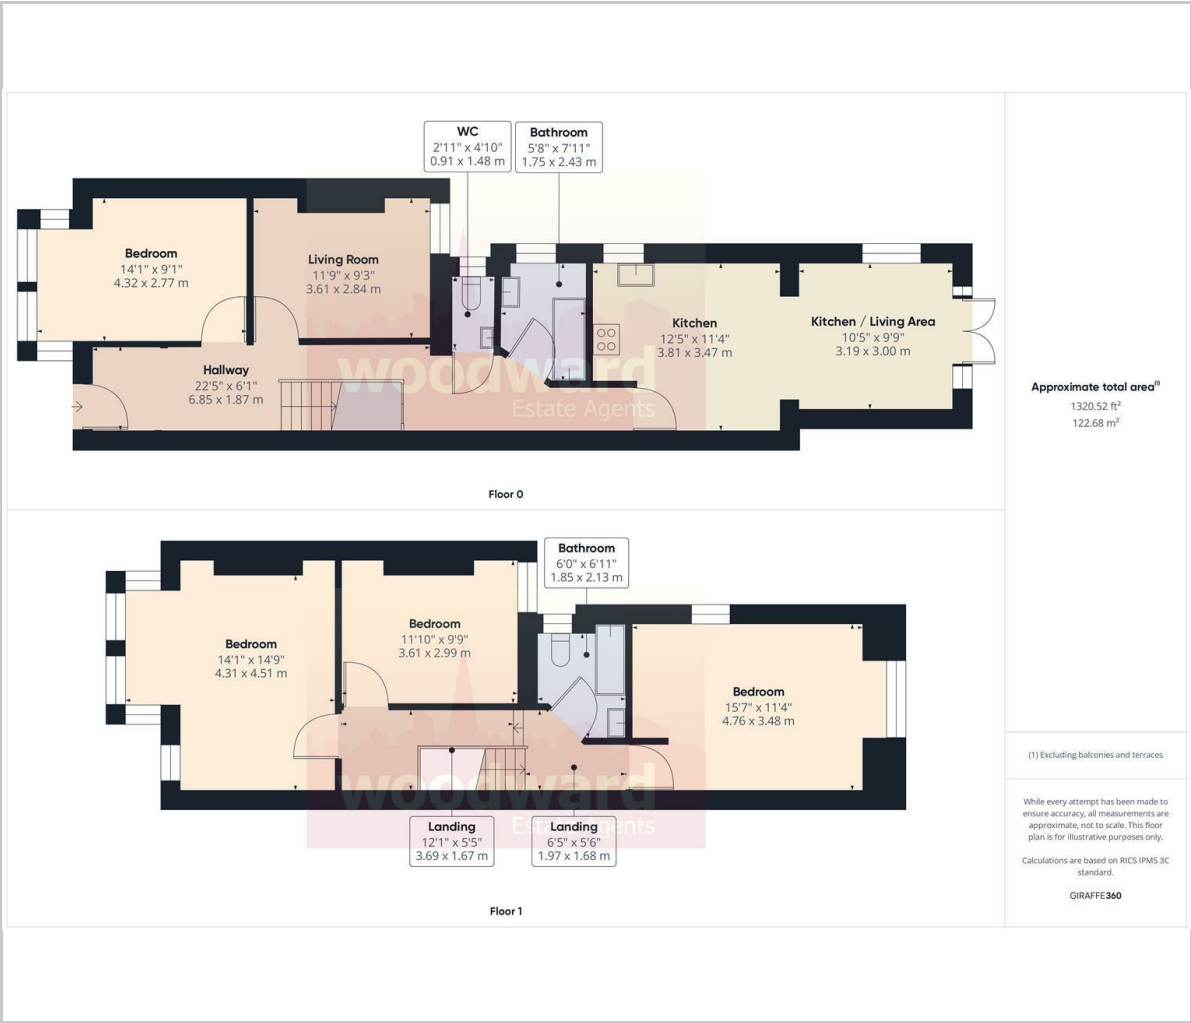 WC
2'11" x 4'10"
0.91 x 1.48 m
Bathroom
5'8" x 7'11"
1.75 x 2.43 m
Bedroom
14'1" x 9'1"
4.32 x 2.77 m
Living Room
11'9" x 9'3"
3.61 x 2.84 m
Kitchen
12'5" x 11'4"
3.81 x 3.47 m
Kitchen / Living Area
10'5" x 9'9"
3.19 x 3.00 m
Hallway
22'5" x 6'1"
6.85 x 1.87 m
woodward
Estate Agents
Floor 0
Approximate total area⁽¹⁾
1320.52 ft²
122.68 m²
Bathroom
6'0" x 6'11"
1.85 x 2.13 m
Bedroom
14'1" x 14'9"
4.31 x 4.51 m
Bedroom
11'10" x 9'9"
3.61 x 2.99 m
Bedroom
15'7" x 11'4"
4.76 x 3.48 m
woodward
Estate Agents
Landing
12'1" x 5'5"
3.69 x 1.67 m
Landing
6'5" x 5'6"
1.97 x 1.68 m
Floor 1
(1) Excluding balconies and terraces
While every attempt has been made to
ensure accuracy, all measurements are
approximate, not to scale. This floor
plan is for illustrative purposes only.
Calculations are based on RICS IPMS 3C
standard.
GIRAFFE360